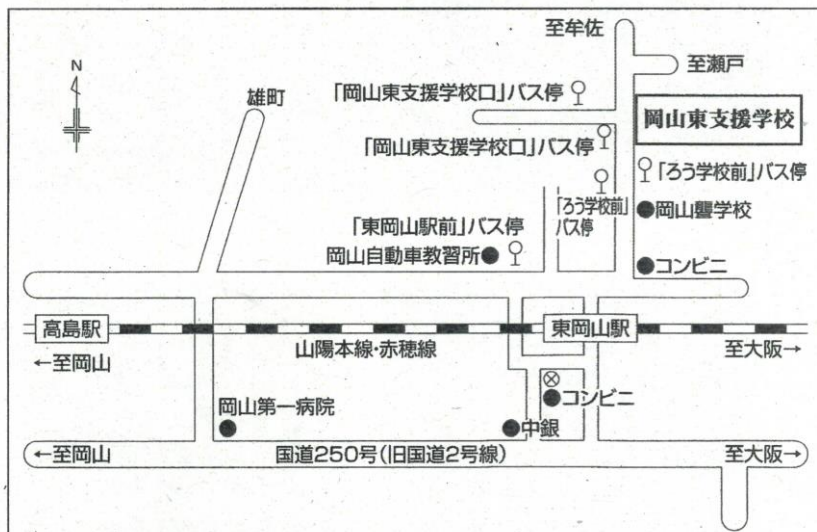 至牟佐
N
至瀬戸
雄町
「岡山東支援学校口」バス停
岡山東支援学校
「岡山東支援学校口」バス停
「ろう学校前」バス停
「ろう学校前」
バス停
岡山聾学校
「東岡山駅前」バス停
岡山自動車教習所
コンビニ
高島駅
東岡山駅
←至岡山
山陽本線・赤穂線
至大阪→
岡山第一病院
コンビニ
中銀
←至岡山
国道250号(旧国道2号線)
至大阪→